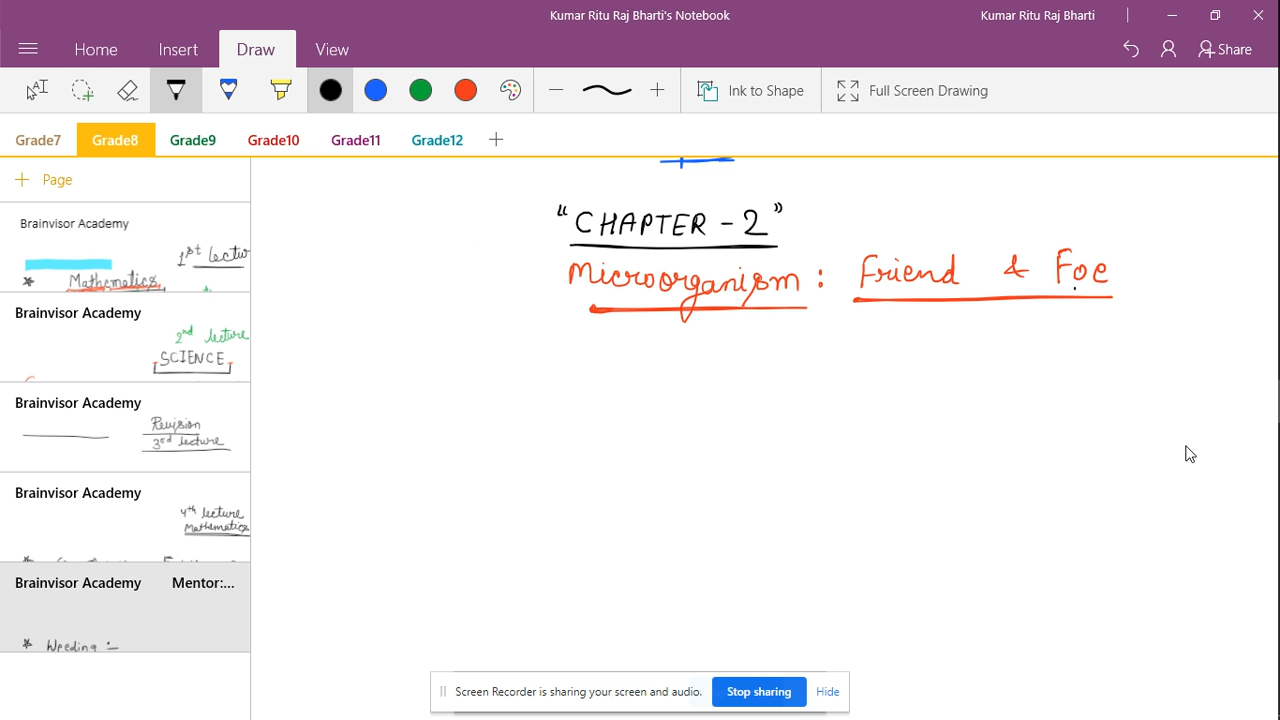 Kumar Ritu Raj Bharti's Notebook
Kumar Ritu Raj Bharti
Home Insert Draw View
Share
Ink to Shape
Full Screen Drawing
Grade7 Grade8 Grade9 Grade10 Grade11 Grade12
Page
Brainvisor Academy
1st lectur
Mathematics
Brainvisor Academy
2nd lecture
SCIENCE
Brainvisor Academy
Revision
3rd lecture
Brainvisor Academy
4th lecture
Mathematics
Brainvisor Academy Mentor:...
* Weeding :-
"CHAPTER - 2"
Microorganism : Friend & Foe
Screen Recorder is sharing your screen and audio.
Stop sharing
Hide